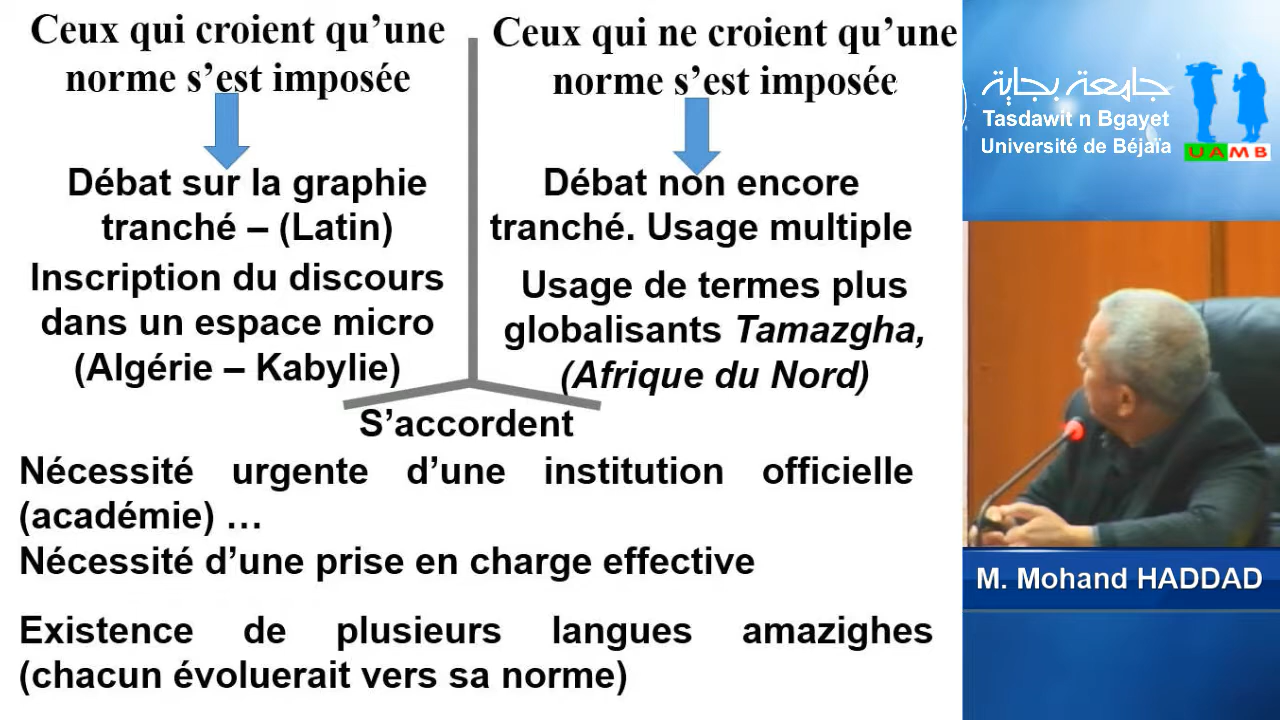 Ceux qui croient qu’une
norme s’est imposée
Débat sur la graphie
tranché – (Latin)
Inscription du discours
dans un espace micro
(Algérie – Kabylie)
Ceux qui ne croient qu’une
norme s’est imposée
Débat non encore
tranché. Usage multiple
Usage de termes plus
globalisants Tamazgha,
(Afrique du Nord)
S’accordent
Nécessité urgente d’une institution officielle
(académie) …
Nécessité d’une prise en charge effective
Existence de plusieurs langues amazighes
(chacun évoluerait vers sa norme)
جامعة بجاية
Tasdawit n Bgayet
Université de Béjaïa
UAMB
M. Mohand HADDAD